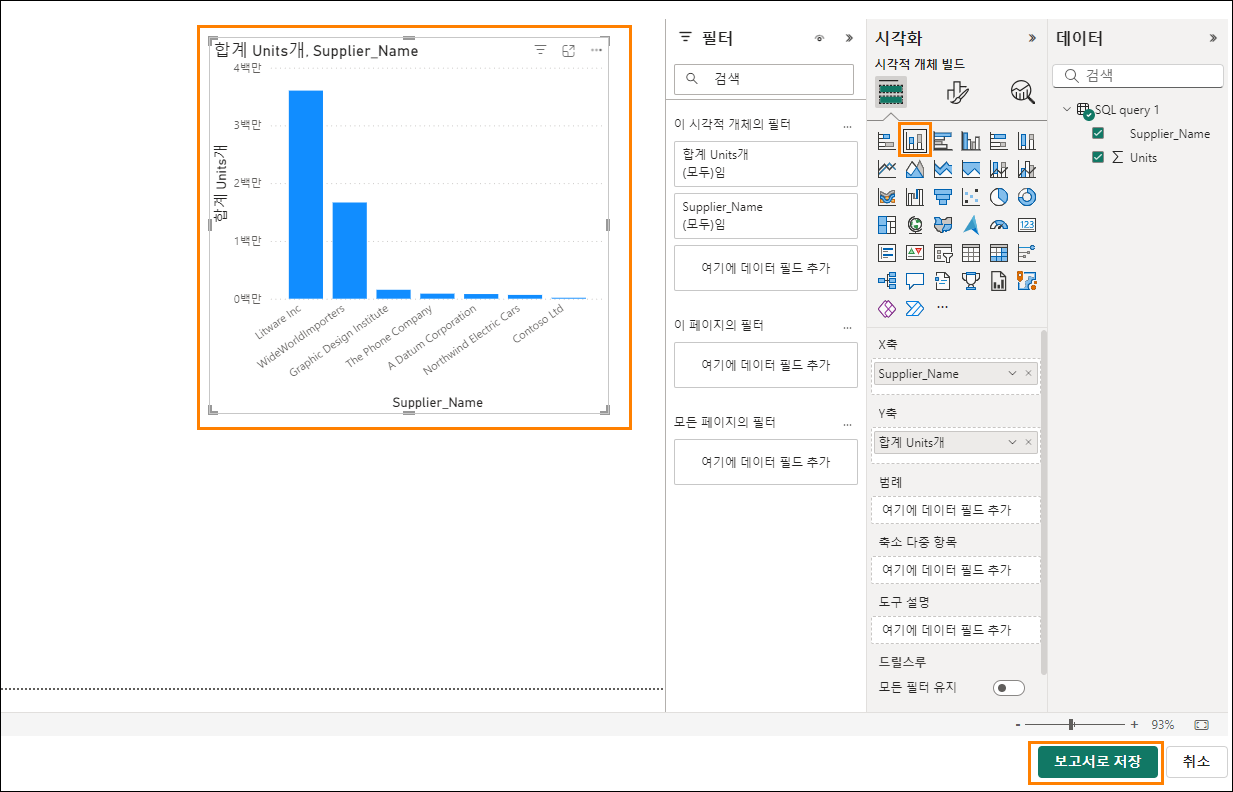 합계 Units개, Supplier_Name
4백만
3백만
2백만
1백만
0백만
합계 Units개
Litware Inc
WideWorldImporters
Graphic Design Institute
The Phone Company
A Datum Corporation
Northwind Electric Cars
Contoso Ltd
Supplier_Name
필터
검색
이 시각적 개체의 필터
합계 Units개
(모두)임
Supplier_Name
(모두)임
여기에 데이터 필드 추가
이 페이지의 필터
여기에 데이터 필드 추가
모든 페이지의 필터
여기에 데이터 필드 추가
시각화
시각적 개체 빌드
123
X축
Supplier_Name
Y축
합계 Units개
범례
여기에 데이터 필드 추가
축소 다중 항목
여기에 데이터 필드 추가
도구 설명
여기에 데이터 필드 추가
드릴스루
모든 필터 유지
데이터
검색
SQL query 1
Supplier_Name
Units
- + 93%
보고서로 저장
취소